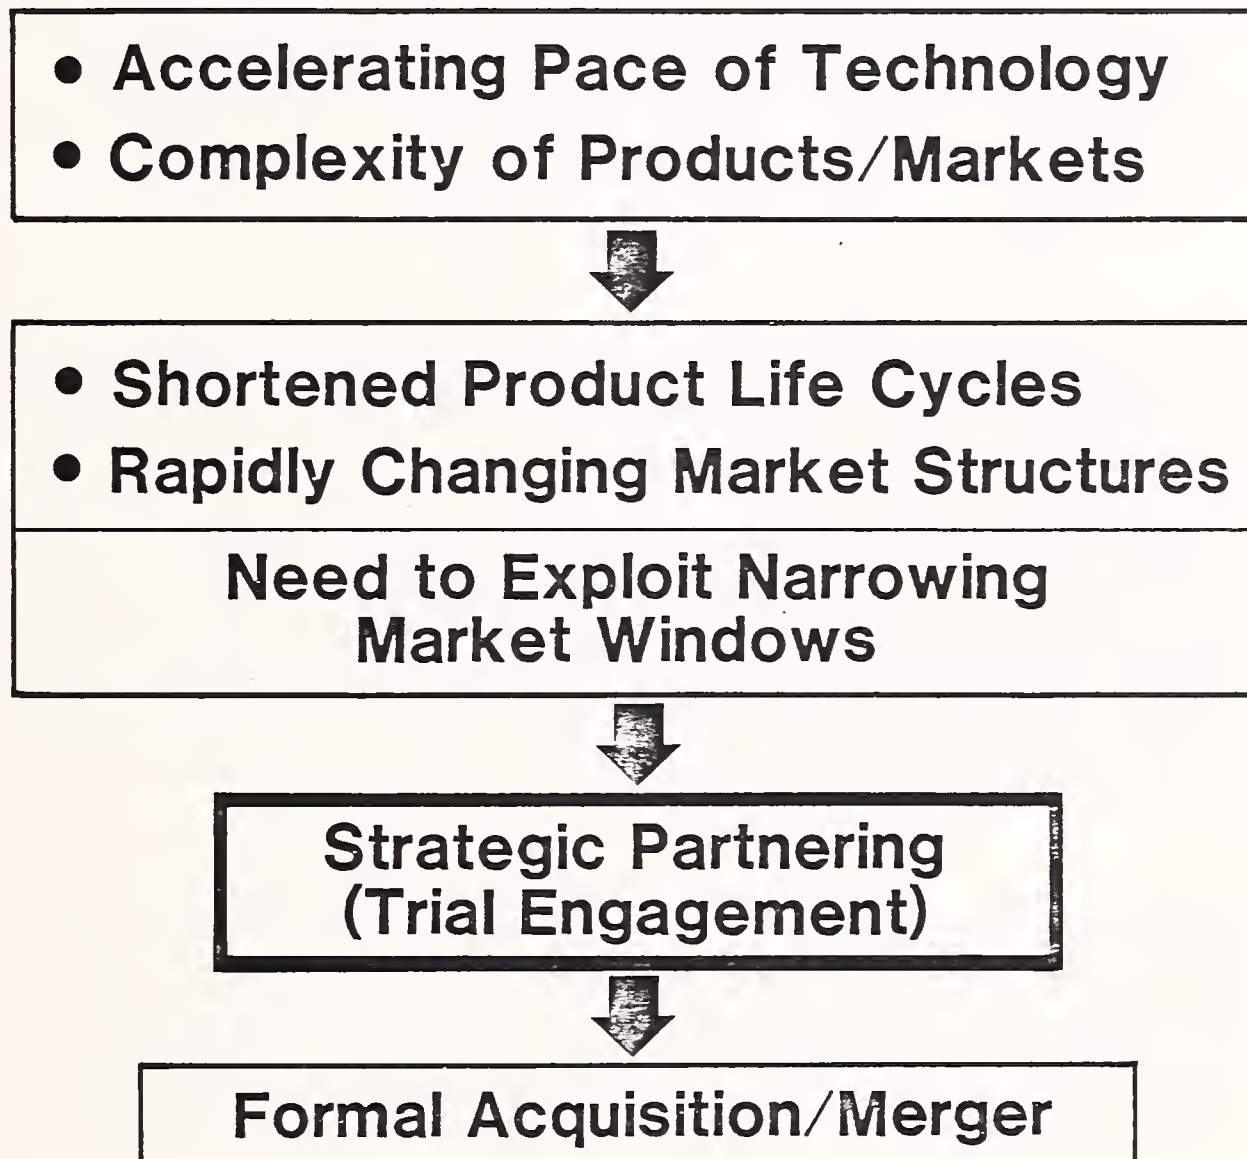 • Accelerating Pace of Technology
• Complexity of Products/Markets
• Shortened Product Life Cycles
• Rapidly Changing Market Structures
Need to Exploit Narrowing
Market Windows
Strategic Partnering
(Trial Engagement)
Formal Acquisition/Merger